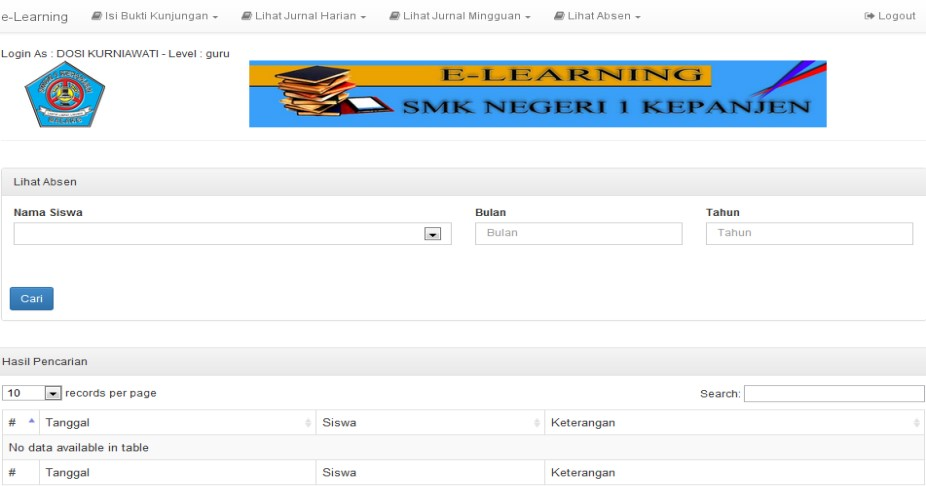 e-Learning Isi Bukti Kunjungan Lihat Jurnal Harian Lihat Jurnal Mingguan Lihat Absen Logout
Login As : DOSI KURNIAWATI - Level : guru
E-LEARNING
SMK NEGERI 1 KEPANJEN
Lihat Absen
Nama Siswa Bulan Tahun
Bulan Tahun
Cari
Hasil Pencarian
10 records per page Search:
# Tanggal Siswa Keterangan
No data available in table
# Tanggal Siswa Keterangan